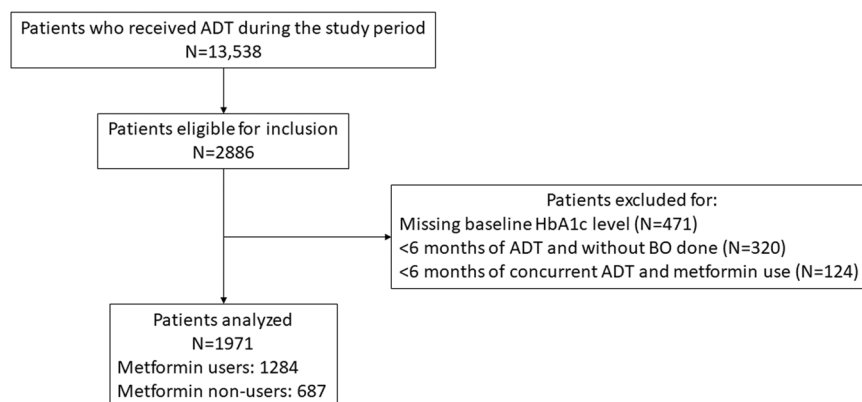 Patients who received ADT during the study period
N=13,538
Patients eligible for inclusion
N=2886
Patients excluded for:
Missing baseline HbA1c level (N=471)
<6 months of ADT and without BO done (N=320)
<6 months of concurrent ADT and metformin use (N=124)
Patients analyzed
N=1971
Metformin users: 1284
Metformin non-users: 687